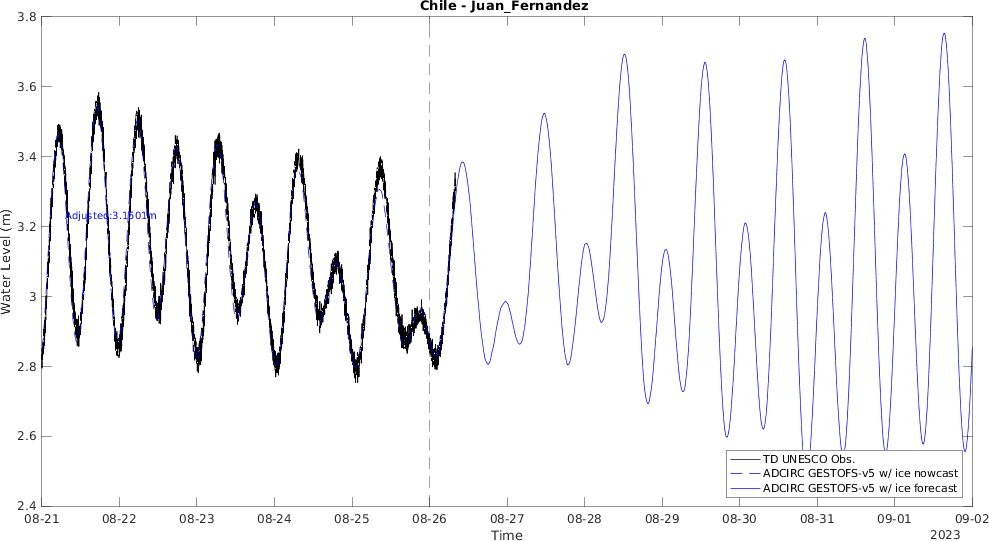 Chile - Juan_Fernandez
3.8
3.6
3.4
3.2
3
2.8
2.6
2.4
Water Level (m)
Adjusted:3.1601m
TD UNESCO Obs.
ADCIRC GESTOFS-v5 w/ ice nowcast
ADCIRC GESTOFS-v5 w/ ice forecast
08-21 08-22 08-23 08-24 08-25 08-26 08-27 08-28 08-29 08-30 08-31 09-01 09-02
Time
2023